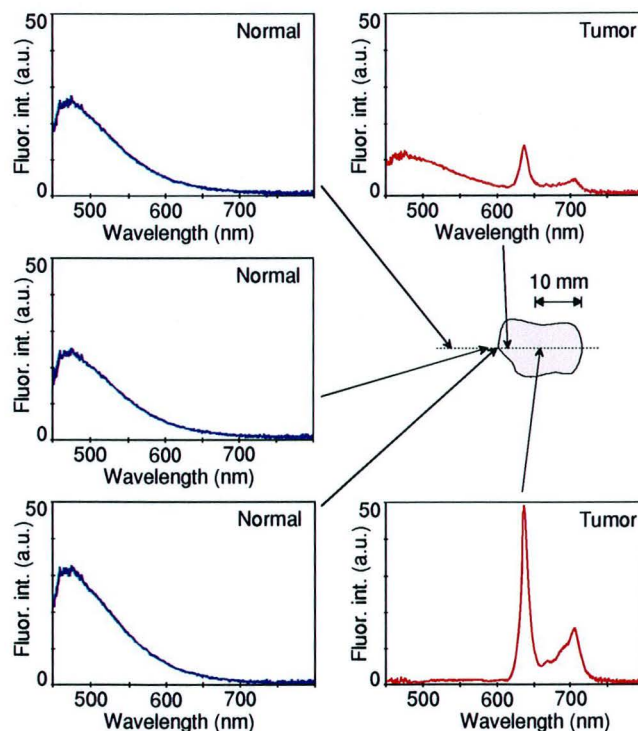 50
Normal
Fluor. int. (a.u.)
0
500 600 700
Wavelength (nm)
50
Tumor
Fluor. int. (a.u.)
0
500 600 700
Wavelength (nm)
50
Normal
Fluor. int. (a.u.)
0
500 600 700
Wavelength (nm)
10 mm
50
Normal
Fluor. int. (a.u.)
0
500 600 700
Wavelength (nm)
50
Tumor
Fluor. int. (a.u.)
0
500 600 700
Wavelength (nm)